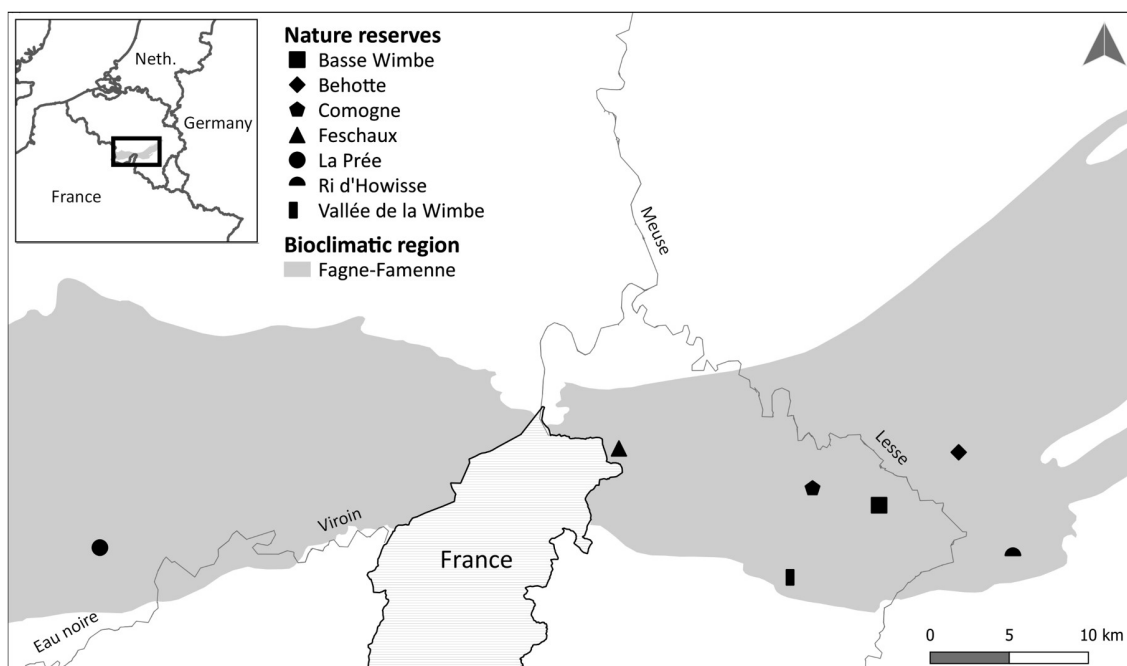 Neth.
Germany
France
Nature reserves
Basse Wimbe
Behotte
Comogne
Feschaux
La Prée
Ri d'Howisse
Vallée de la Wimbe
Bioclimatic region
Fagne-Famenne
Meuse
Lesse
Viroin
France
Eau noire
0 5 10 km